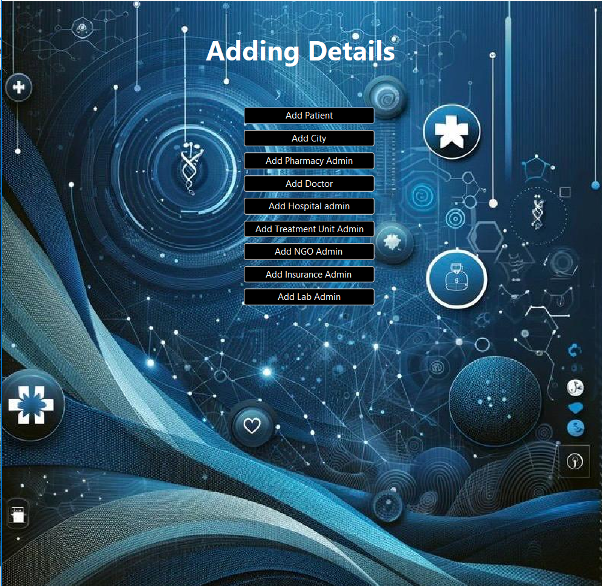 Adding Details
Add Patient
Add City
Add Pharmacy Admin
Add Doctor
Add Hospital admin
Add Treatment Unit Admin
Add NGO Admin
Add Insurance Admin
Add Lab Admin